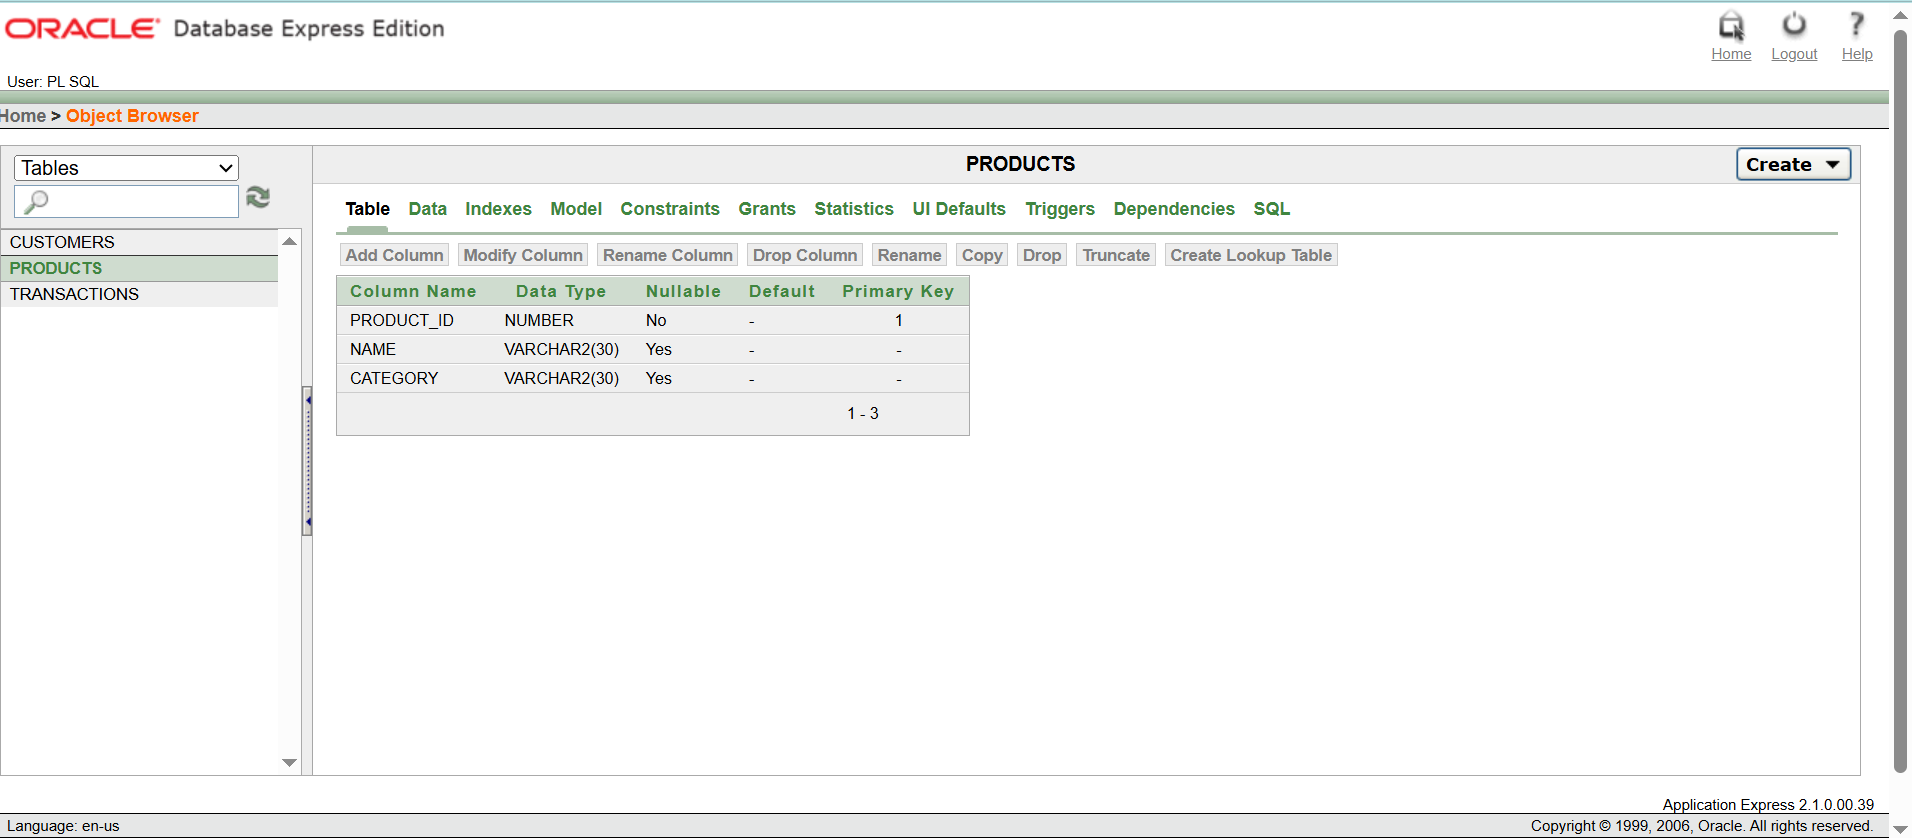 ORACLE Database Express Edition
Home Logout Help
User: PL SQL
Home > Object Browser
Tables
PRODUCTS
Create
Table Data Indexes Model Constraints Grants Statistics UI Defaults Triggers Dependencies SQL
CUSTOMERS
PRODUCTS
TRANSACTIONS
Add Column Modify Column Rename Column Drop Column Rename Copy Drop Truncate Create Lookup Table
Column Name Data Type Nullable Default Primary Key
PRODUCT_ID NUMBER No - 1
NAME VARCHAR2(30) Yes - -
CATEGORY VARCHAR2(30) Yes - -
1 - 3
Application Express 2.1.0.00.39
Language: en-us
Copyright © 1999, 2006, Oracle. All rights reserved.